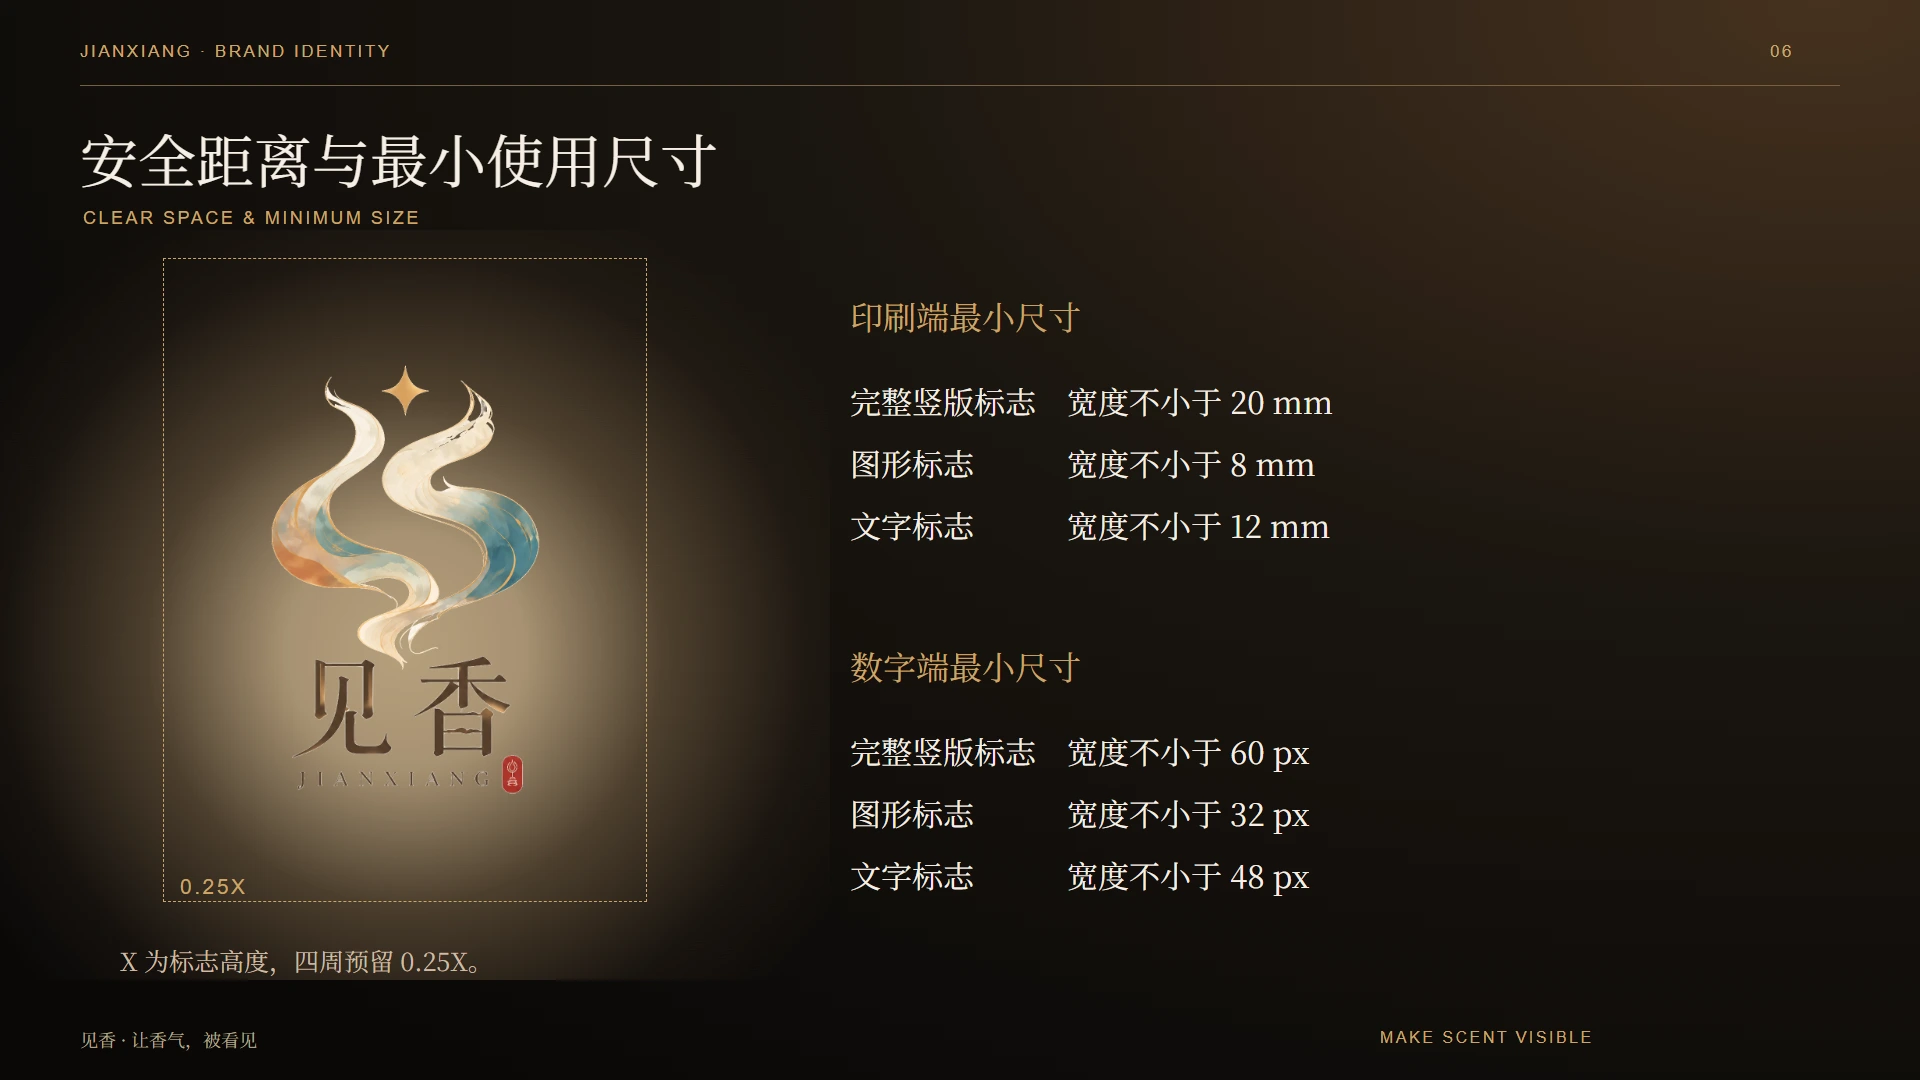 JIANXIANG · BRAND IDENTITY
06
安全距离与最小使用尺寸
CLEAR SPACE & MINIMUM SIZE
见香
JIANXIANG
0.25X
X 为标志高度，四周预留 0.25X。
印刷端最小尺寸
完整竖版标志 宽度不小于 20 mm
图形标志 宽度不小于 8 mm
文字标志 宽度不小于 12 mm
数字端最小尺寸
完整竖版标志 宽度不小于 60 px
图形标志 宽度不小于 32 px
文字标志 宽度不小于 48 px
见香 · 让香气，被看见
MAKE SCENT VISIBLE